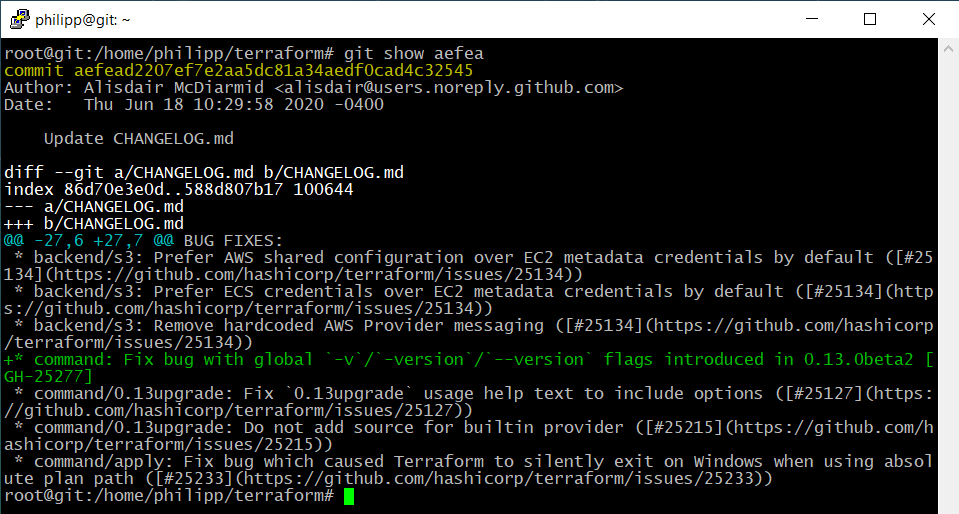 philipp@git: ~
root@git:/home/philipp/terraform# git show aefea
commit aefead2207ef7e2aa5dc81a34aedf0cad4c32545
Author: Alisdair McDiarmid <alisdair@users.noreply.github.com>
Date:   Thu Jun 18 10:29:58 2020 -0400
    Update CHANGELOG.md
diff --git a/CHANGELOG.md b/CHANGELOG.md
index 86d70e3e0d..588d807b17 100644
--- a/CHANGELOG.md
+++ b/CHANGELOG.md
@@ -27,6 +27,7 @@ BUG FIXES:
 * backend/s3: Prefer AWS shared configuration over EC2 metadata credentials by default ([#25
134](https://github.com/hashicorp/terraform/issues/25134))
 * backend/s3: Prefer ECS credentials over EC2 metadata credentials by default ([#25134](http
s://github.com/hashicorp/terraform/issues/25134))
 * backend/s3: Remove hardcoded AWS Provider messaging ([#25134](https://github.com/hashicorp
/terraform/issues/25134))
+* command: Fix bug with global `-v`/`-version`/`--version` flags introduced in 0.13.0beta2 [
GH-25277]
 * command/0.13upgrade: Fix `0.13upgrade` usage help text to include options ([#25127](https:
//github.com/hashicorp/terraform/issues/25127))
 * command/0.13upgrade: Do not add source for builtin provider ([#25215](https://github.com/h
ashicorp/terraform/issues/25215))
 * command/apply: Fix bug which caused Terraform to silently exit on Windows when using absol
ute plan path ([#25233](https://github.com/hashicorp/terraform/issues/25233))
root@git:/home/philipp/terraform#